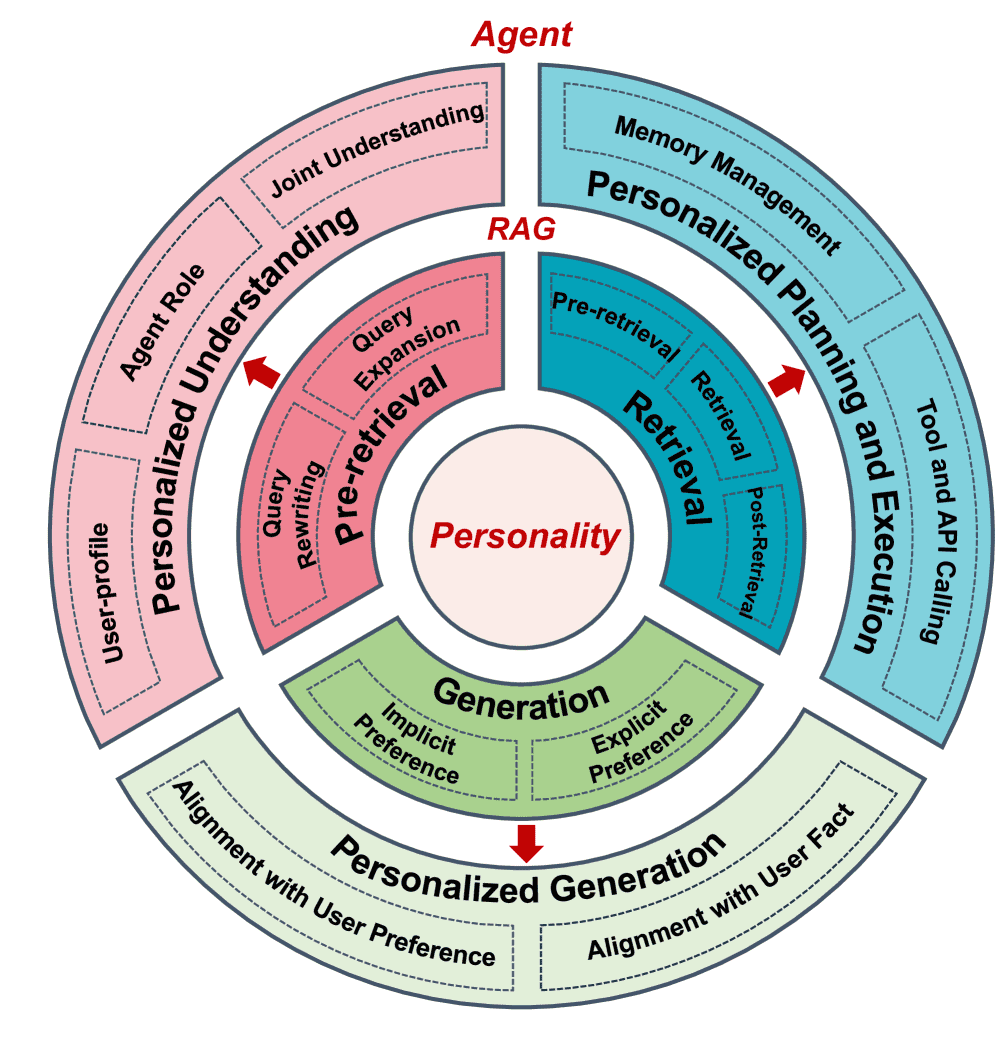 Agent
Joint Understanding
Agent Role
User-profile
Personalized Understanding
Memory Management
Tool and API Calling
Personalized Planning and Execution
RAG
Query
Expansion
Query
Rewriting
Pre-retrieval
Pre-retrieval
Retrieval
Post-Retrieval
Retrieval
Personality
Generation
Implicit
Preference
Explicit
Preference
Personalized Generation
Alignment with User Preference
Alignment with User Fact